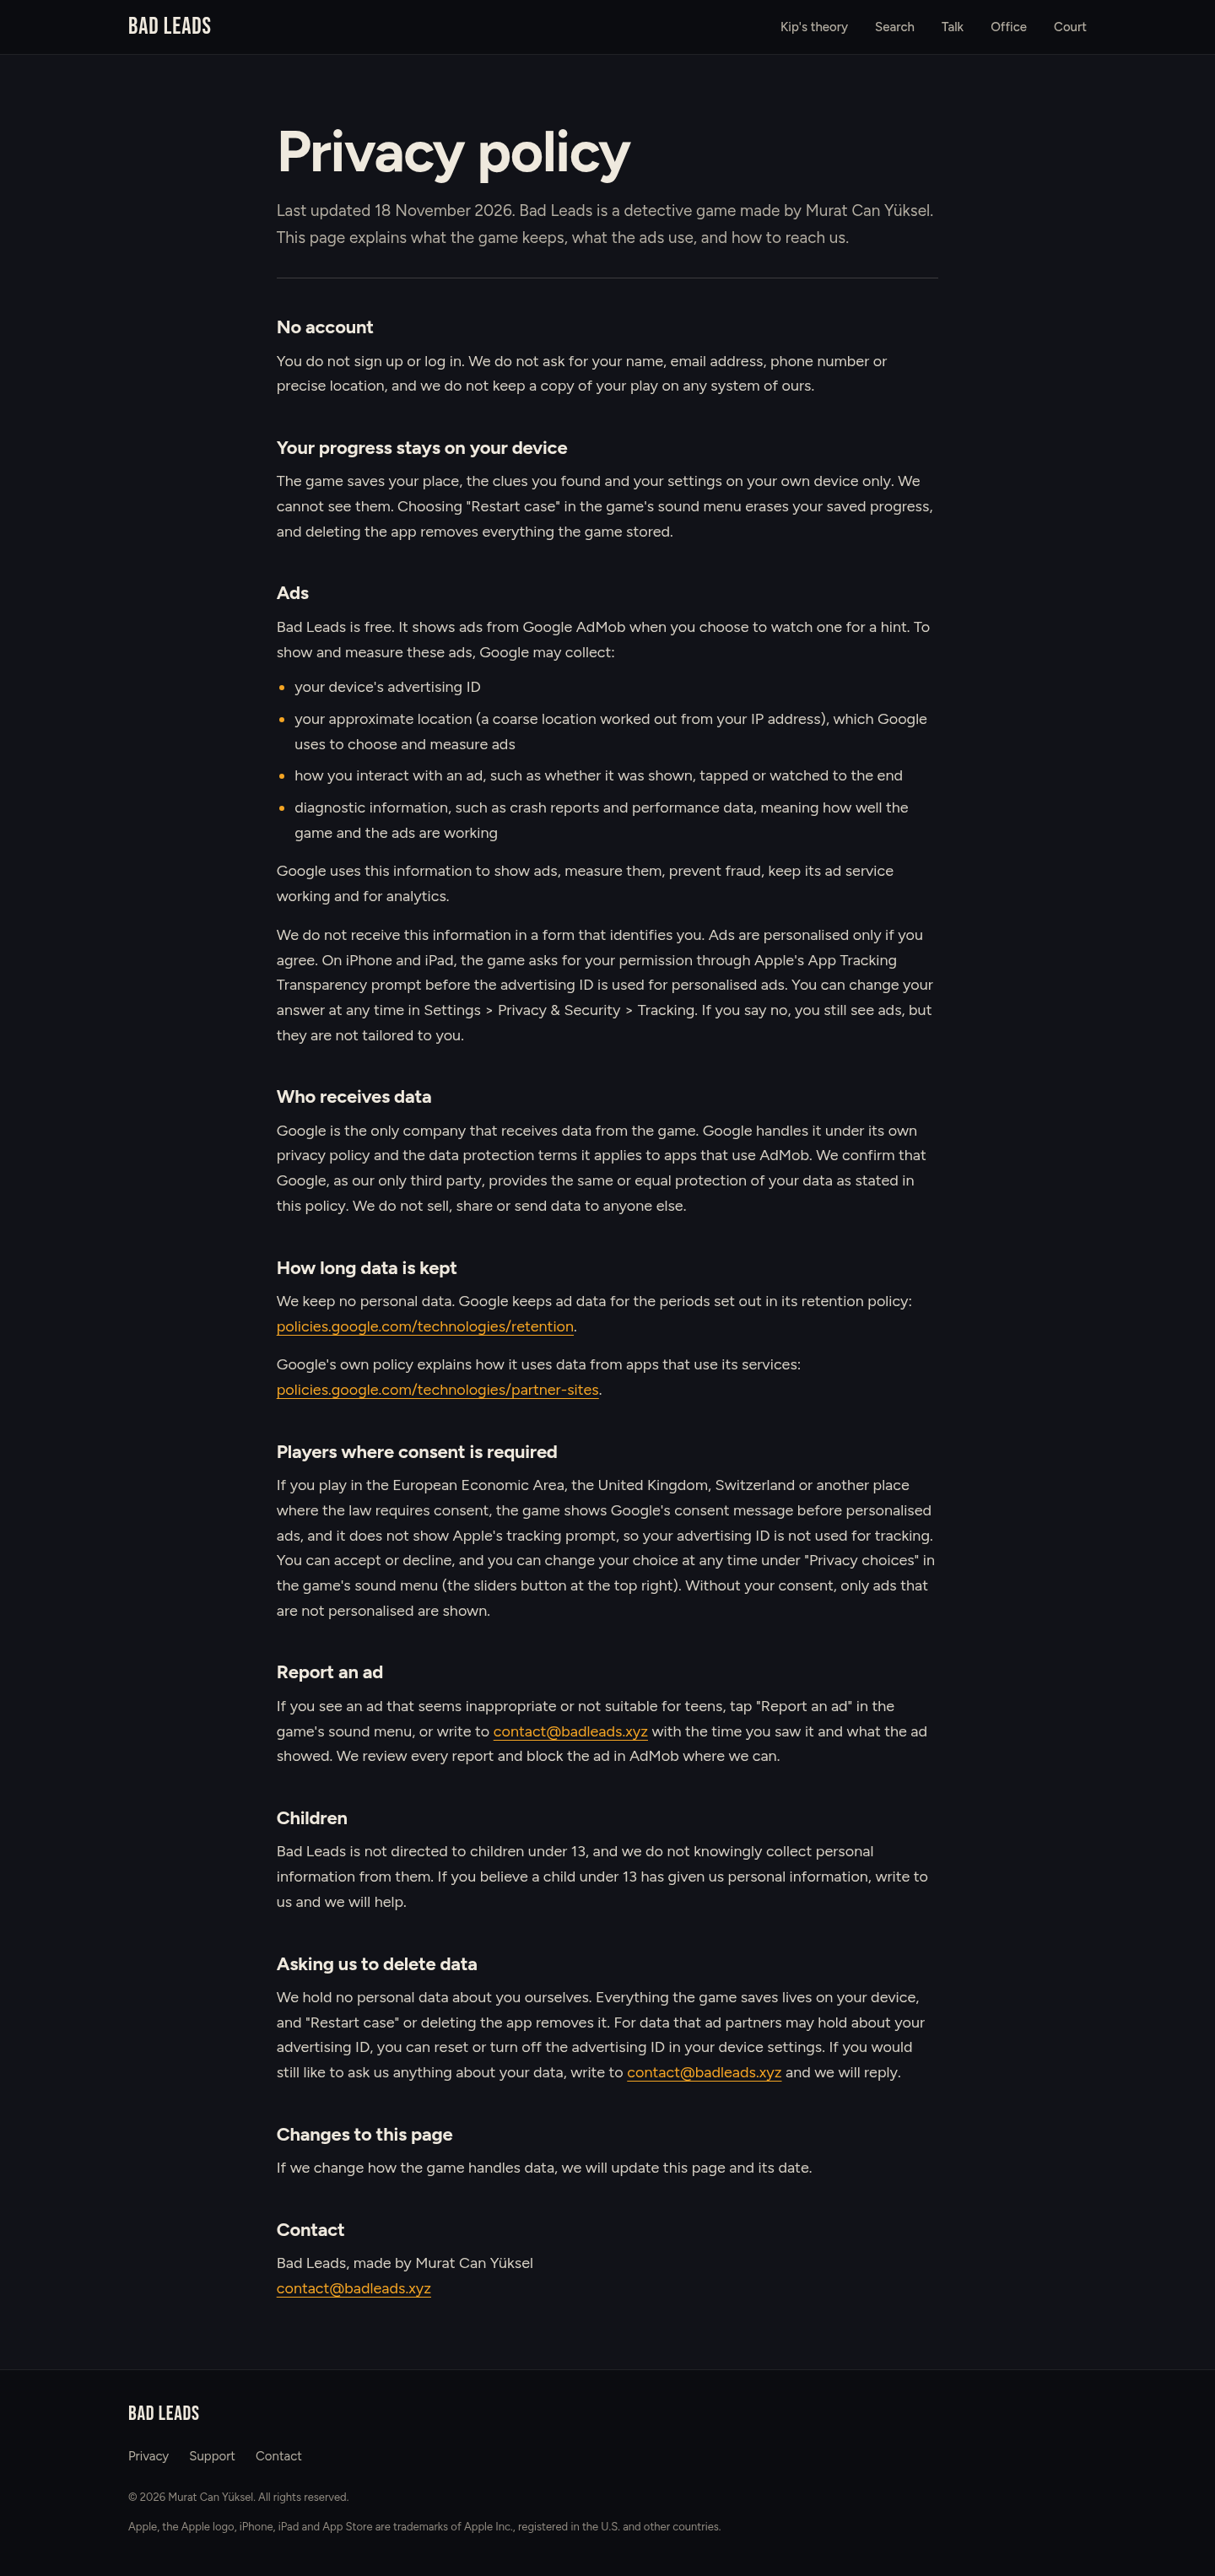 BAD LEADS
Kip's theory Search Talk Office Court
Privacy policy
Last updated 18 November 2026. Bad Leads is a detective game made by Murat Can Yüksel.
This page explains what the game keeps, what the ads use, and how to reach us.
No account
You do not sign up or log in. We do not ask for your name, email address, phone number or
precise location, and we do not keep a copy of your play on any system of ours.
Your progress stays on your device
The game saves your place, the clues you found and your settings on your own device only. We
cannot see them. Choosing "Restart case" in the game's sound menu erases your saved progress,
and deleting the app removes everything the game stored.
Ads
Bad Leads is free. It shows ads from Google AdMob when you choose to watch one for a hint. To
show and measure these ads, Google may collect:
• your device's advertising ID
• your approximate location (a coarse location worked out from your IP address), which Google
uses to choose and measure ads
• how you interact with an ad, such as whether it was shown, tapped or watched to the end
• diagnostic information, such as crash reports and performance data, meaning how well the
game and the ads are working
Google uses this information to show ads, measure them, prevent fraud, keep its ad service
working and for analytics.
We do not receive this information in a form that identifies you. Ads are personalised only if you
agree. On iPhone and iPad, the game asks for your permission through Apple's App Tracking
Transparency prompt before the advertising ID is used for personalised ads. You can change your
answer at any time in Settings > Privacy & Security > Tracking. If you say no, you still see ads, but
they are not tailored to you.
Who receives data
Google is the only company that receives data from the game. Google handles it under its own
privacy policy and the data protection terms it applies to apps that use AdMob. We confirm that
Google, as our only third party, provides the same or equal protection of your data as stated in
this policy. We do not sell, share or send data to anyone else.
How long data is kept
We keep no personal data. Google keeps ad data for the periods set out in its retention policy:
policies.google.com/technologies/retention.
Google's own policy explains how it uses data from apps that use its services:
policies.google.com/technologies/partner-sites.
Players where consent is required
If you play in the European Economic Area, the United Kingdom, Switzerland or another place
where the law requires consent, the game shows Google's consent message before personalised
ads, and it does not show Apple's tracking prompt, so your advertising ID is not used for tracking.
You can accept or decline, and you can change your choice at any time under "Privacy choices" in
the game's sound menu (the sliders button at the top right). Without your consent, only ads that
are not personalised are shown.
Report an ad
If you see an ad that seems inappropriate or not suitable for teens, tap "Report an ad" in the
game's sound menu, or write to contact@badleads.xyz with the time you saw it and what the ad
showed. We review every report and block the ad in AdMob where we can.
Children
Bad Leads is not directed to children under 13, and we do not knowingly collect personal
information from them. If you believe a child under 13 has given us personal information, write to
us and we will help.
Asking us to delete data
We hold no personal data about you ourselves. Everything the game saves lives on your device,
and "Restart case" or deleting the app removes it. For data that ad partners may hold about your
advertising ID, you can reset or turn off the advertising ID in your device settings. If you would
still like to ask us anything about your data, write to contact@badleads.xyz and we will reply.
Changes to this page
If we change how the game handles data, we will update this page and its date.
Contact
Bad Leads, made by Murat Can Yüksel
contact@badleads.xyz
BAD LEADS
Privacy Support Contact
© 2026 Murat Can Yüksel. All rights reserved.
Apple, the Apple logo, iPhone, iPad and App Store are trademarks of Apple Inc., registered in the U.S. and other countries.